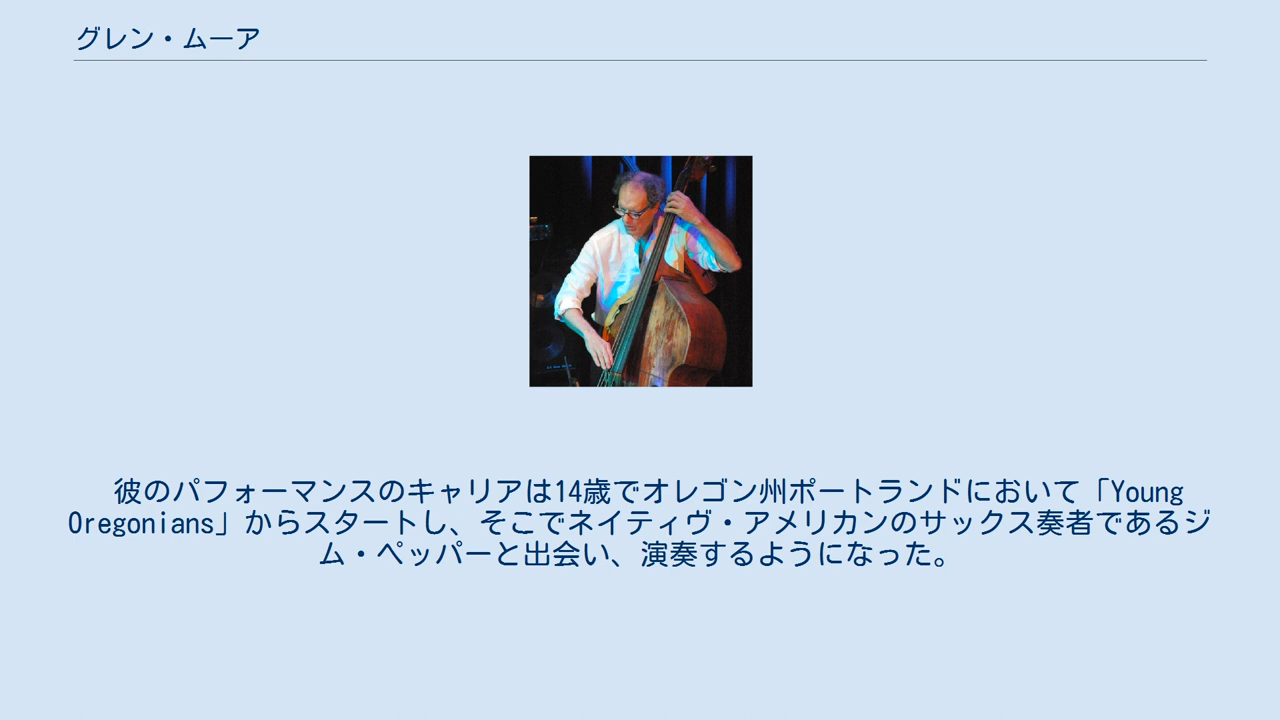 グレン・ムーア
彼のパフォーマンスのキャリアは14歳でオレゴン州ポートランドにおいて「Young
Oregonians」からスタートし、そこでネイティヴ・アメリカンのサックス奏者であるジ
ム・ペッパーと出会い、演奏するようになった。